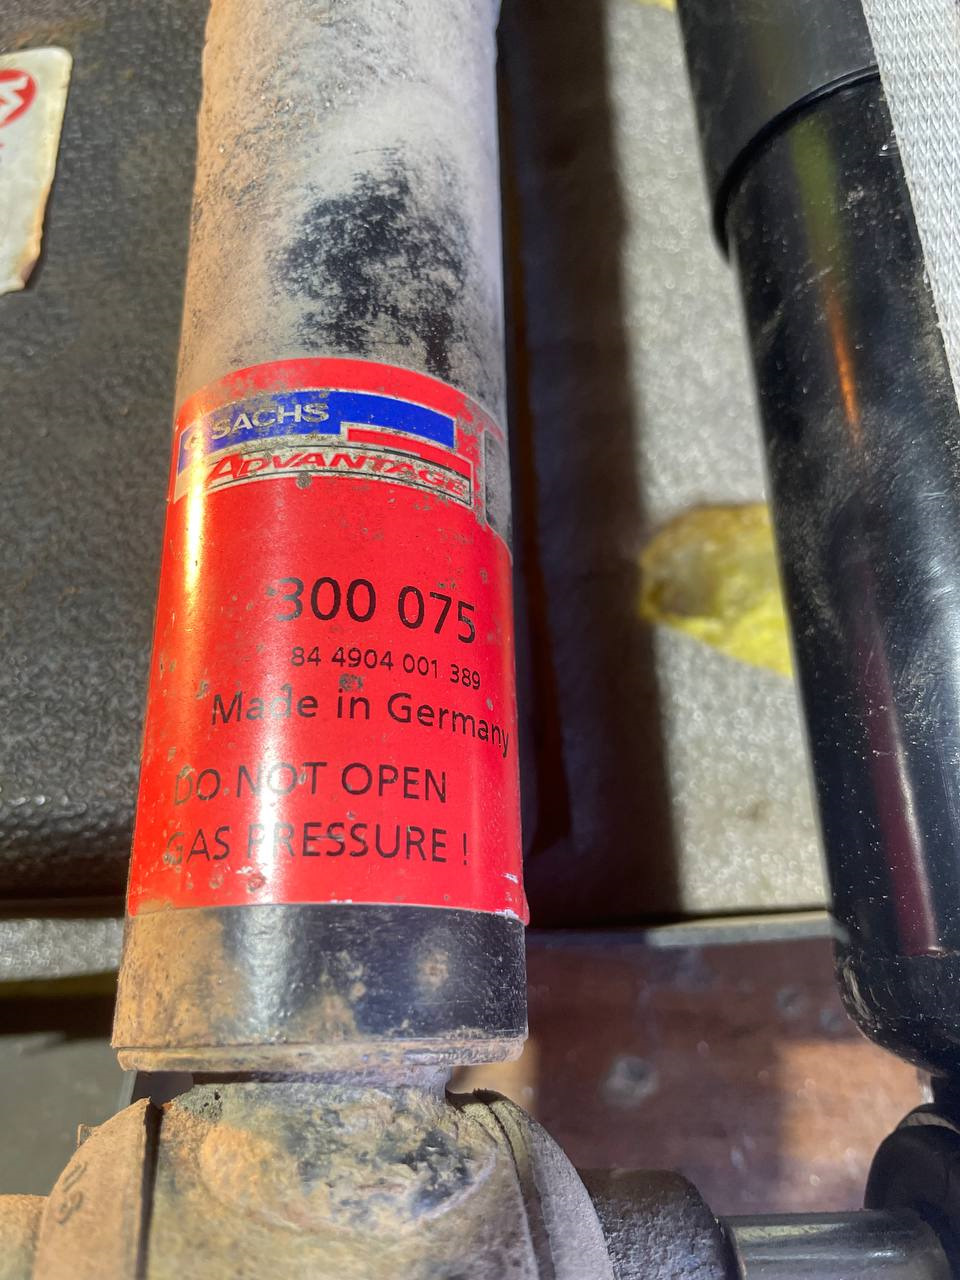 SACHS
ADVANTAGE
300 075
84 4904 001 389
Made in Germany
DO NOT OPEN
GAS PRESSURE !